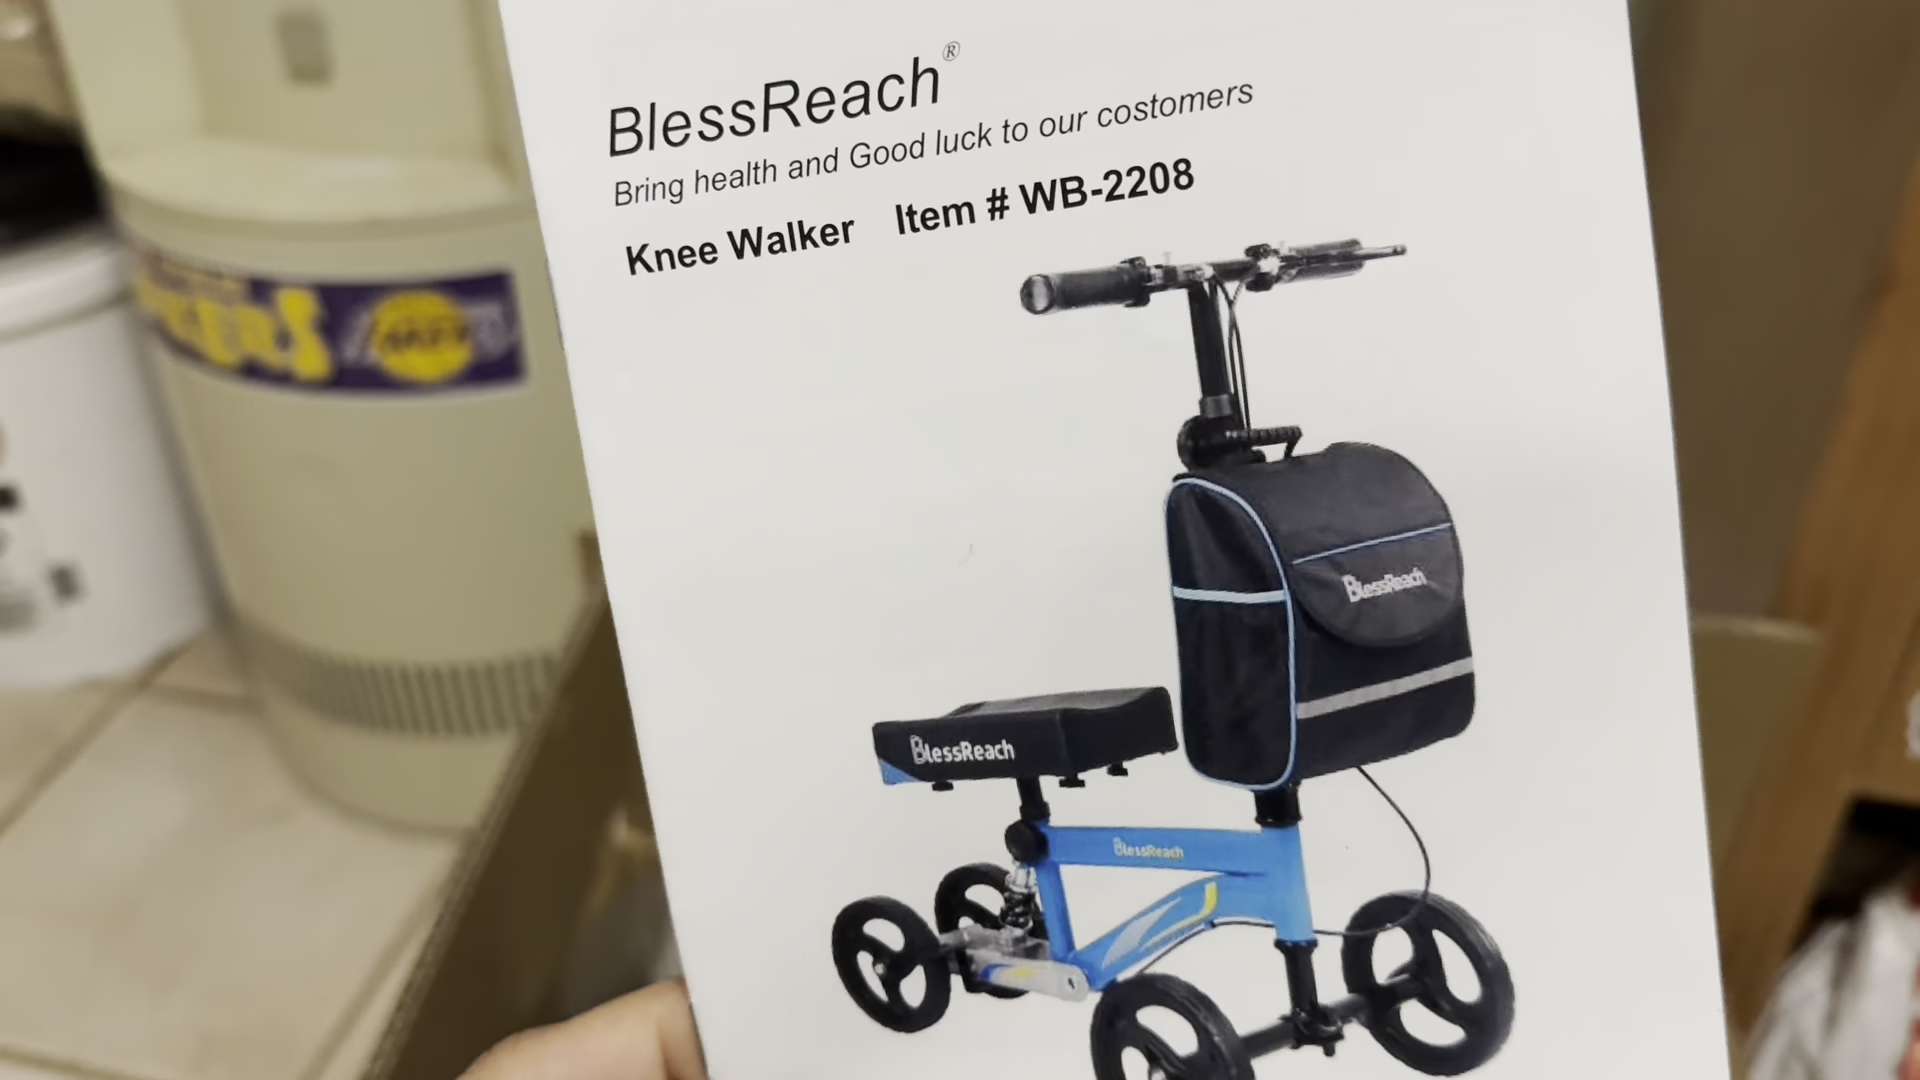 BlessReach®
Bring health and Good luck to our costomers
Knee Walker Item # WB-2208
BlessReach
BlessReach
BlessReach